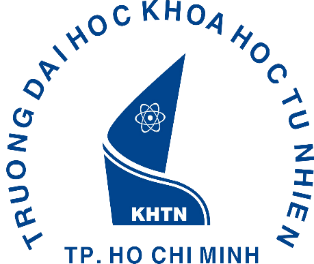 TRUONG DAI HOC KHOA HOC TU NHIEN
KHTN
TP. HO CHI MINH